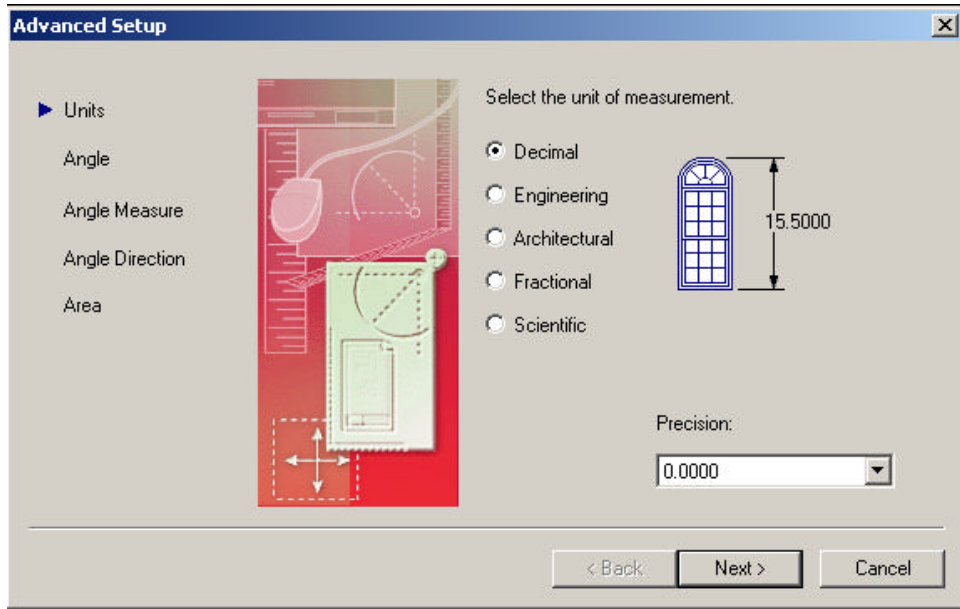 Advanced Setup
Units
Angle
Angle Measure
Angle Direction
Area
Select the unit of measurement.
Decimal
Engineering
Architectural
Fractional
Scientific
15.5000
Precision:
0.0000
< Back
Next >
Cancel